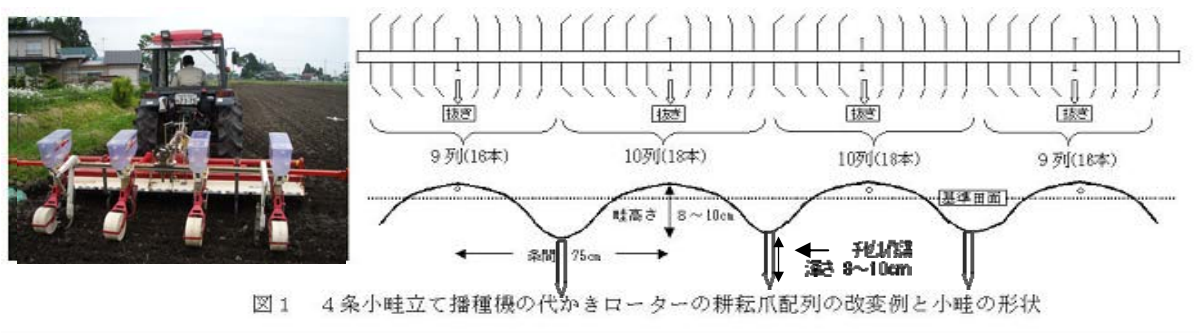 抜き 抜き 抜き 抜き
9列(16本) 10列(18本) 10列(18本) 9列(16本)
基準田面
畦高さ 8～10cm
条間 75cm
チゼル作溝
深さ 8～10cm
図1 4条小畦立て播種機の代かきローターの耕耘爪配列の改変例と小畦の形状